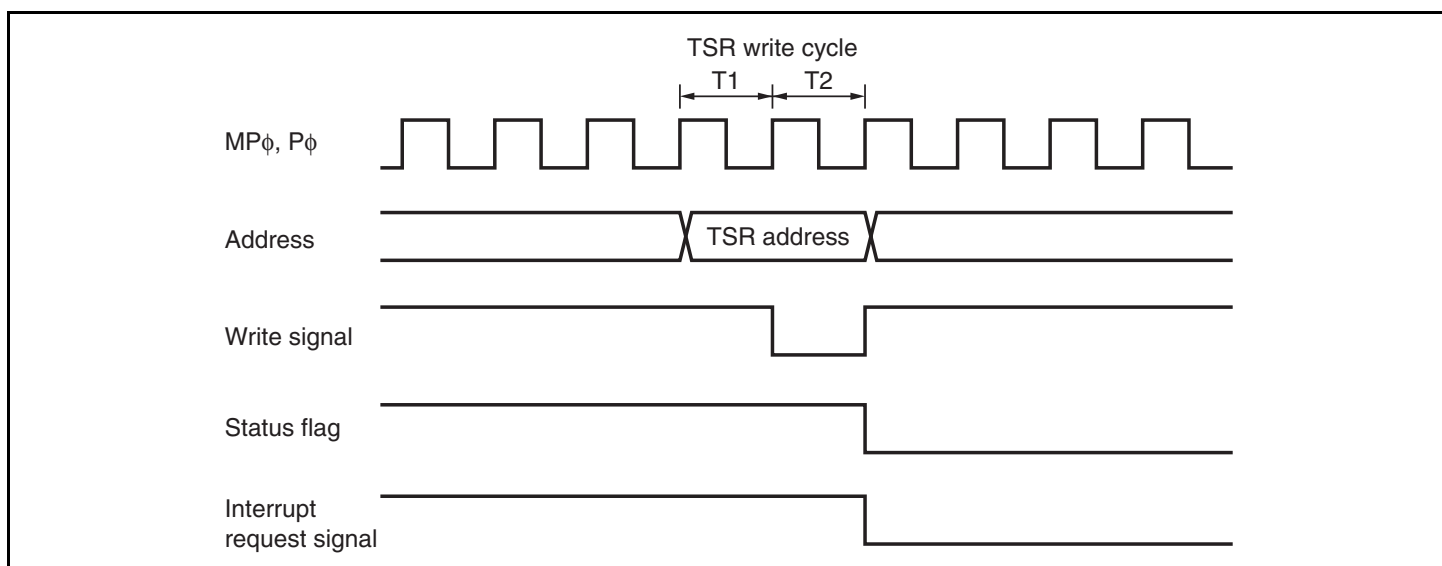 TSR write cycle
T1 T2
MPϕ, Pϕ
Address
TSR address
Write signal
Status flag
Interrupt
request signal